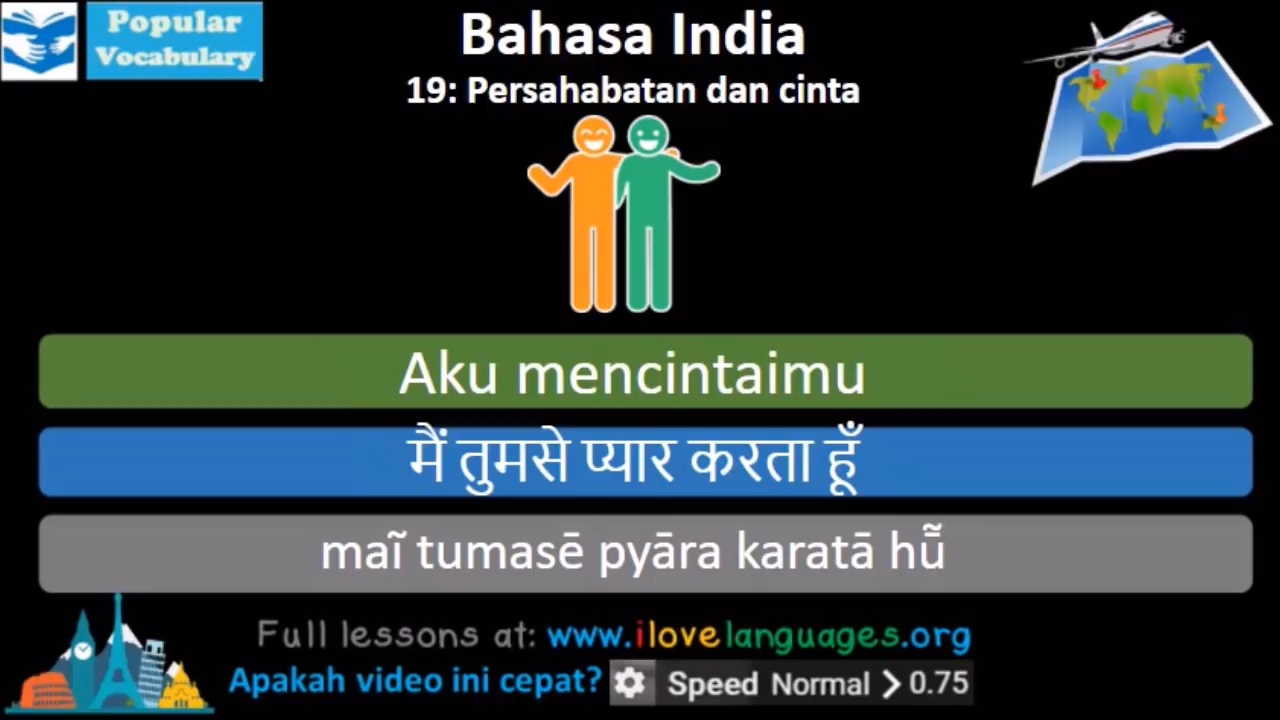 Popular
Vocabulary
Bahasa India
19: Persahabatan dan cinta
Aku mencintaimu
मैं तुमसे प्यार करता हूँ
maĩ tumasē pyāra karatā hū̃
Full lessons at: www.ilovelanguages.org
Apakah video ini cepat? Speed Normal > 0.75